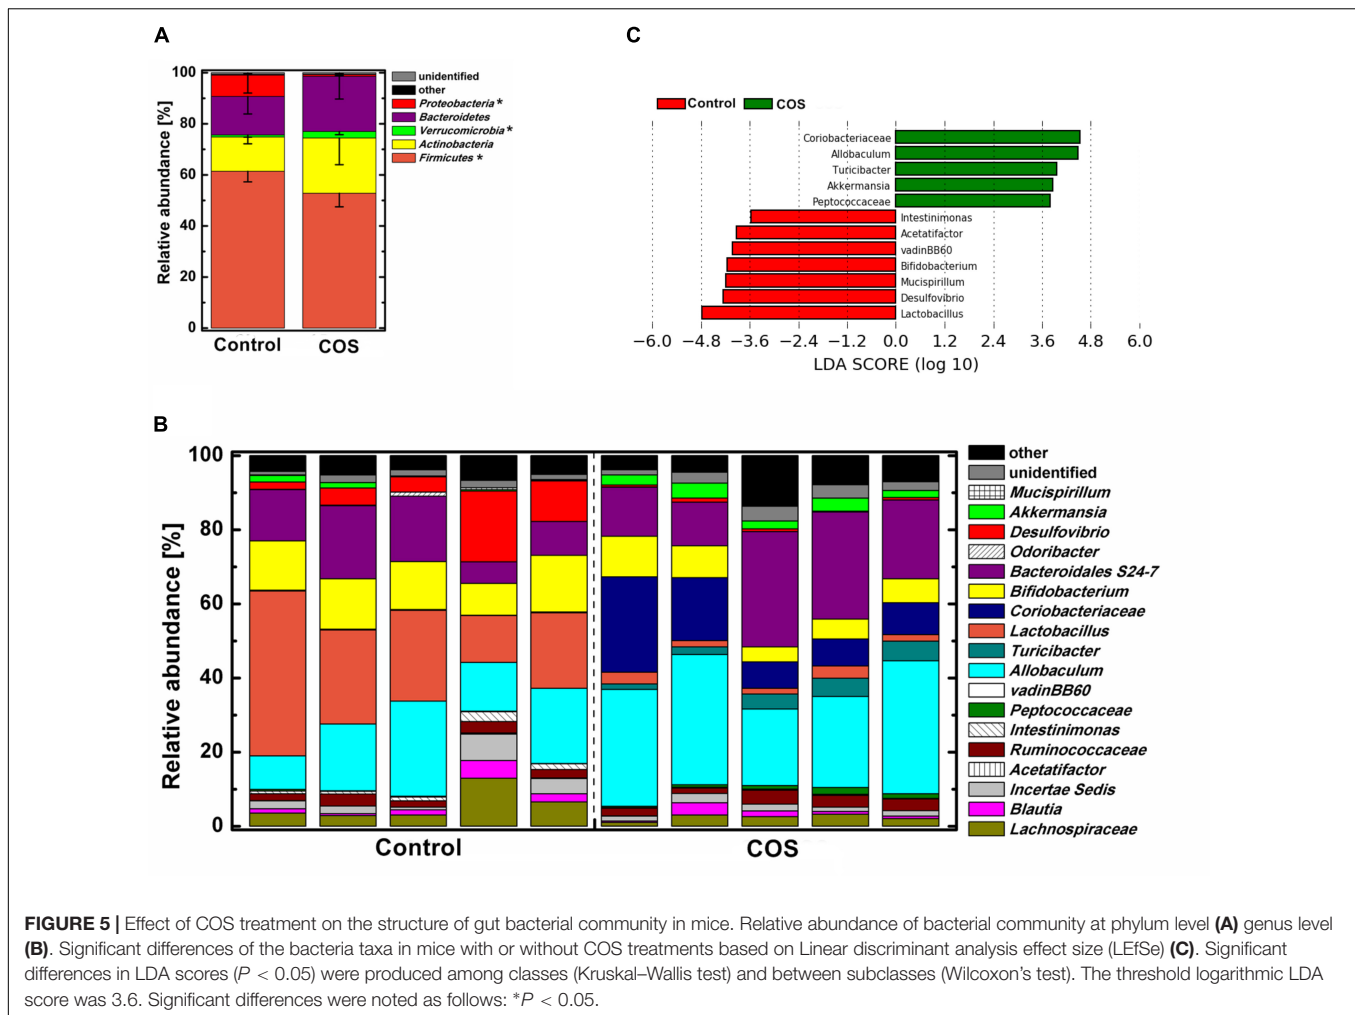 A
Relative abundance [%]
100
80
60
40
20
0
Control
COS
unidentified
other
Proteobacteria *
Bacteroidetes
Verrucomicrobia *
Actinobacteria
Firmicutes *
C
Control
COS
Coriobacteriaceae
Allobaculum
Turicibacter
Akkermansia
Peptococcaceae
Intestinimonas
Acetatifactor
vadinBB60
Bifidobacterium
Mucispirillum
Desulfovibrio
Lactobacillus
−6.0 −4.8 −3.6 −2.4 −1.2 0.0 1.2 2.4 3.6 4.8 6.0
LDA SCORE (log 10)
B
Relative abundance [%]
100
80
60
40
20
0
Control
COS
other
unidentified
Mucispirillum
Akkermansia
Desulfovibrio
Odoribacter
Bacteroidales S24-7
Bifidobacterium
Coriobacteriaceae
Lactobacillus
Turicibacter
Allobaculum
vadinBB60
Peptococcaceae
Intestinimonas
Ruminococcaceae
Acetatifactor
Incertae Sedis
Blautia
Lachnospiraceae
FIGURE 5 | Effect of COS treatment on the structure of gut bacterial community in mice. Relative abundance of bacterial community at phylum level (A) genus level
(B). Significant differences of the bacteria taxa in mice with or without COS treatments based on Linear discriminant analysis effect size (LEfSe) (C). Significant
differences in LDA scores (P < 0.05) were produced among classes (Kruskal–Wallis test) and between subclasses (Wilcoxon's test). The threshold logarithmic LDA
score was 3.6. Significant differences were noted as follows: *P < 0.05.